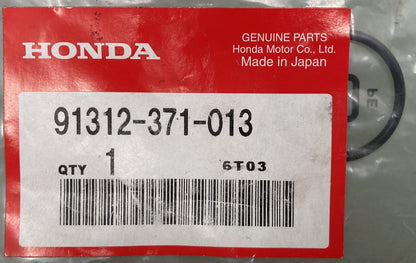 HONDA
GENUINE PARTS
Honda Motor Co., Ltd.
Made in Japan
91312-371-013
QTY 1 6T03